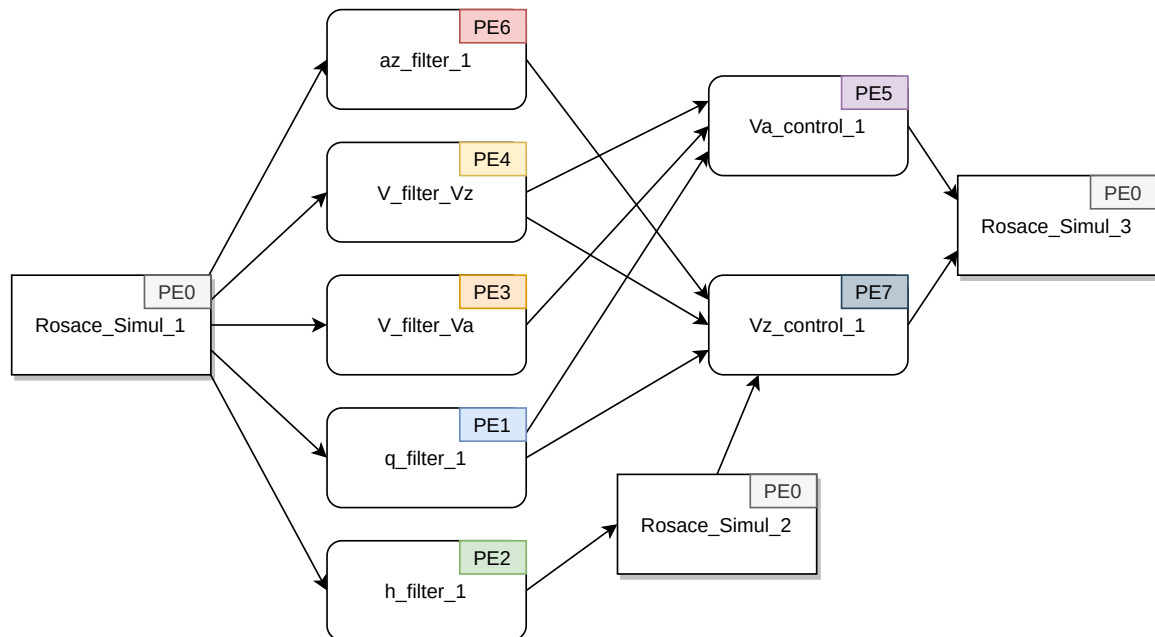 PE6
az_filter_1
PE4
V_filter_Vz
PE0
Rosace_Simul_1
PE3
V_filter_Va
PE1
q_filter_1
PE2
h_filter_1
PE5
Va_control_1
PE7
Vz_control_1
PE0
Rosace_Simul_2
PE0
Rosace_Simul_3